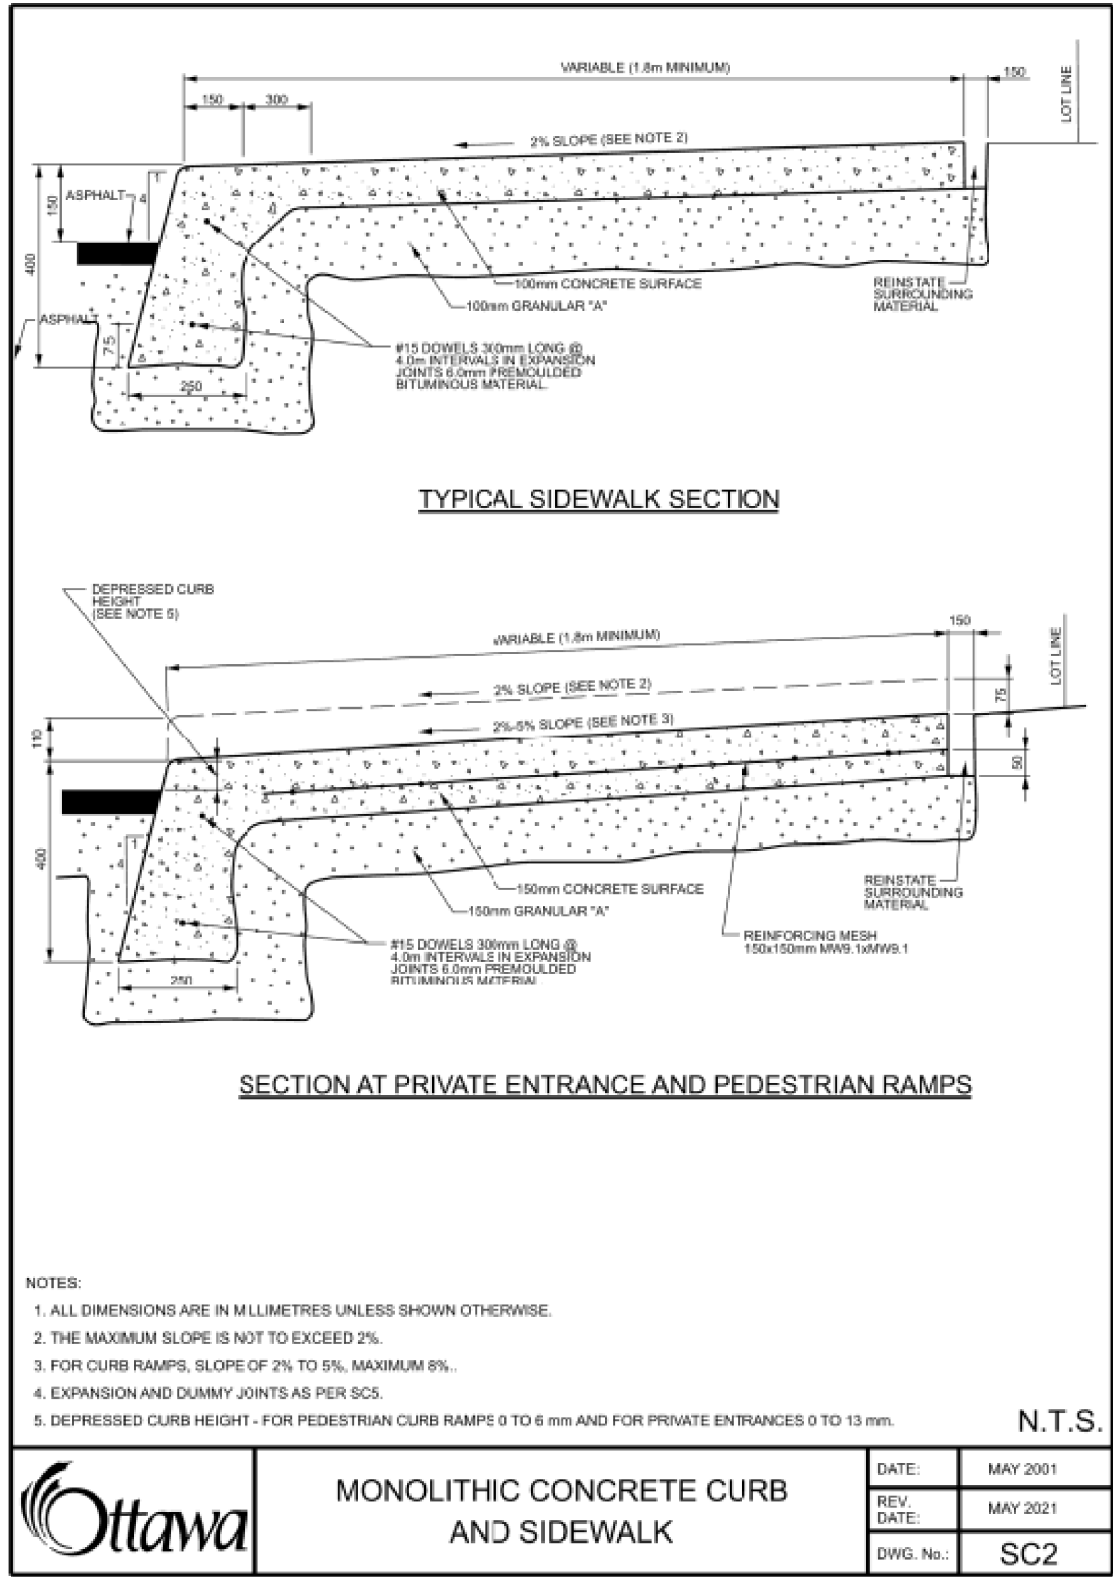 VARIABLE (1.8m MINIMUM)
150
LOT LINE
150
300
2% SLOPE (SEE NOTE 2)
ASPHALT
1
4
150
400
ASPHALT
75
250
100mm CONCRETE SURFACE
100mm GRANULAR "A"
REINSTATE
SURROUNDING
MATERIAL
#15 DOWELS 300mm LONG @
4.0m INTERVALS IN EXPANSION
JOINTS 6.0mm PREMOULDED
BITUMINOUS MATERIAL.
TYPICAL SIDEWALK SECTION
DEPRESSED CURB
HEIGHT
(SEE NOTE 5)
VARIABLE (1.8m MINIMUM)
150
LOT LINE
2% SLOPE (SEE NOTE 2)
75
2%-5% SLOPE (SEE NOTE 3)
110
50
1
4
400
250
150mm CONCRETE SURFACE
150mm GRANULAR "A"
REINSTATE
SURROUNDING
MATERIAL
REINFORCING MESH
150x150mm MW9.1xMW9.1
#15 DOWELS 300mm LONG @
4.0m INTERVALS IN EXPANSION
JOINTS 6.0mm PREMOULDED
BITUMINOUS MATERIAL
SECTION AT PRIVATE ENTRANCE AND PEDESTRIAN RAMPS
NOTES:
1. ALL DIMENSIONS ARE IN MILLIMETRES UNLESS SHOWN OTHERWISE.
2. THE MAXIMUM SLOPE IS NOT TO EXCEED 2%.
3. FOR CURB RAMPS, SLOPE OF 2% TO 5%, MAXIMUM 8%..
4. EXPANSION AND DUMMY JOINTS AS PER SC5.
5. DEPRESSED CURB HEIGHT - FOR PEDESTRIAN CURB RAMPS 0 TO 6 mm AND FOR PRIVATE ENTRANCES 0 TO 13 mm.
N.T.S.
Ottawa
MONOLITHIC CONCRETE CURB
AND SIDEWALK
DATE:
MAY 2001
REV.
DATE:
MAY 2021
DWG. No.:
SC2